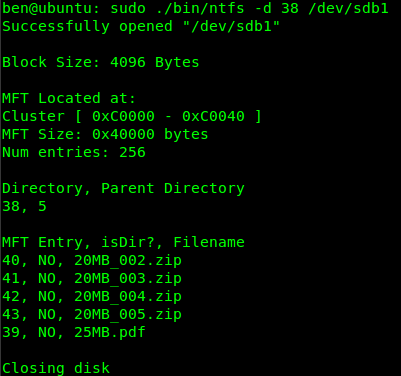 ben@ubuntu: sudo ./bin/ntfs -d 38 /dev/sdb1
Successfully opened "/dev/sdb1"
Block Size: 4096 Bytes
MFT Located at:
Cluster [ 0xC0000 - 0xC0040 ]
MFT Size: 0x40000 bytes
Num entries: 256
Directory, Parent Directory
38, 5
MFT Entry, isDir?, Filename
40, NO, 20MB_002.zip
41, NO, 20MB_003.zip
42, NO, 20MB_004.zip
43, NO, 20MB_005.zip
39, NO, 25MB.pdf
Closing disk